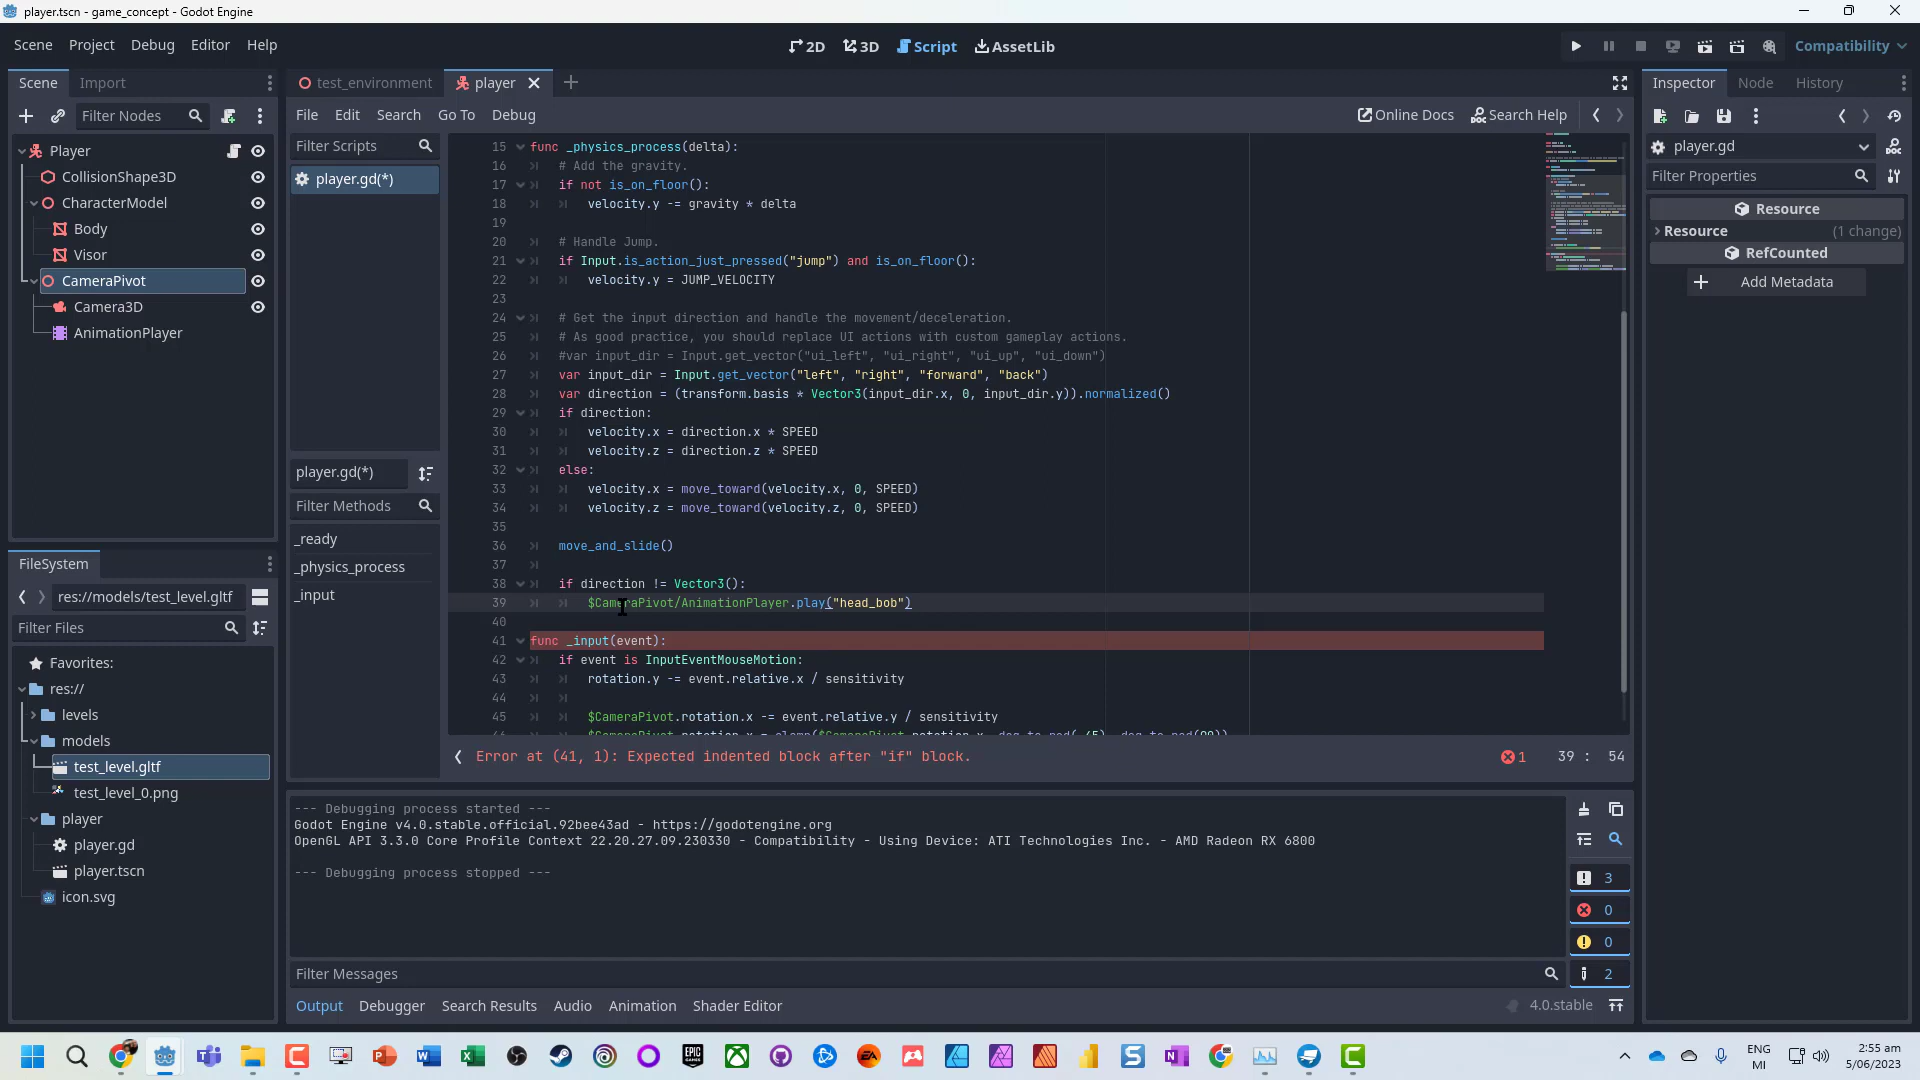 player.tscn - game_concept - Godot Engine
Scene Project Debug Editor Help
2D 3D Script AssetLib
Compatibility
Scene Import
Filter Nodes
Player
CollisionShape3D
CharacterModel
Body
Visor
CameraPivot
Camera3D
AnimationPlayer
FileSystem
res://models/test_level.gltf
Filter Files
Favorites:
res://
levels
models
test_level.gltf
test_level_0.png
player
player.gd
player.tscn
icon.svg
test_environment player
File Edit Search Go To Debug
Online Docs Search Help
Filter Scripts
player.gd(*)
player.gd(*)
Filter Methods
_ready
_physics_process
_input
15 func _physics_process(delta):
16 # Add the gravity.
17 if not is_on_floor():
18 velocity.y -= gravity * delta
19
20 # Handle Jump.
21 if Input.is_action_just_pressed("jump") and is_on_floor():
22 velocity.y = JUMP_VELOCITY
23
24 # Get the input direction and handle the movement/deceleration.
25 # As good practice, you should replace UI actions with custom gameplay actions.
26 #var input_dir = Input.get_vector("ui_left", "ui_right", "ui_up", "ui_down")
27 var input_dir = Input.get_vector("left", "right", "forward", "back")
28 var direction = (transform.basis * Vector3(input_dir.x, 0, input_dir.y)).normalized()
29 if direction:
30 velocity.x = direction.x * SPEED
31 velocity.z = direction.z * SPEED
32 else:
33 velocity.x = move_toward(velocity.x, 0, SPEED)
34 velocity.z = move_toward(velocity.z, 0, SPEED)
35
36 move_and_slide()
37
38 if direction != Vector3():
39 $CameraPivot/AnimationPlayer.play("head_bob")
40
41 func _input(event):
42 if event is InputEventMouseMotion:
43 rotation.y -= event.relative.x / sensitivity
44
45 $CameraPivot.rotation.x -= event.relative.y / sensitivity
Error at (41, 1): Expected indented block after "if" block.
1 39 : 54
--- Debugging process started ---
Godot Engine v4.0.stable.official.92bee43ad - https://godotengine.org
OpenGL API 3.3.0 Core Profile Context 22.20.27.09.230330 - Compatibility - Using Device: ATI Technologies Inc. - AMD Radeon RX 6800
--- Debugging process stopped ---
3
0
0
2
Filter Messages
Output Debugger Search Results Audio Animation Shader Editor
4.0.stable
Inspector Node History
player.gd
Filter Properties
Resource
Resource (1 change)
RefCounted
Add Metadata
ENG
MI
2:55 am
5/06/2023